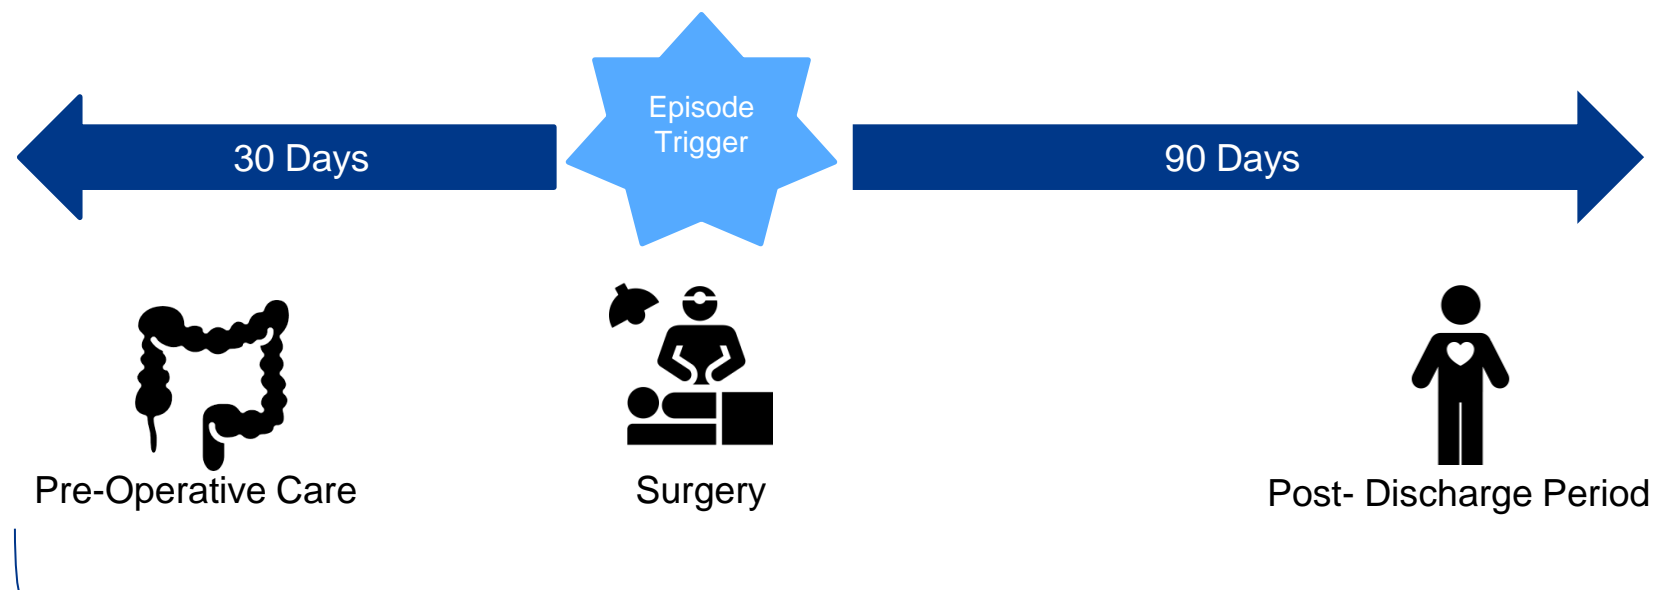 Episode
Trigger
30 Days
90 Days
Pre-Operative Care
Surgery
Post- Discharge Period